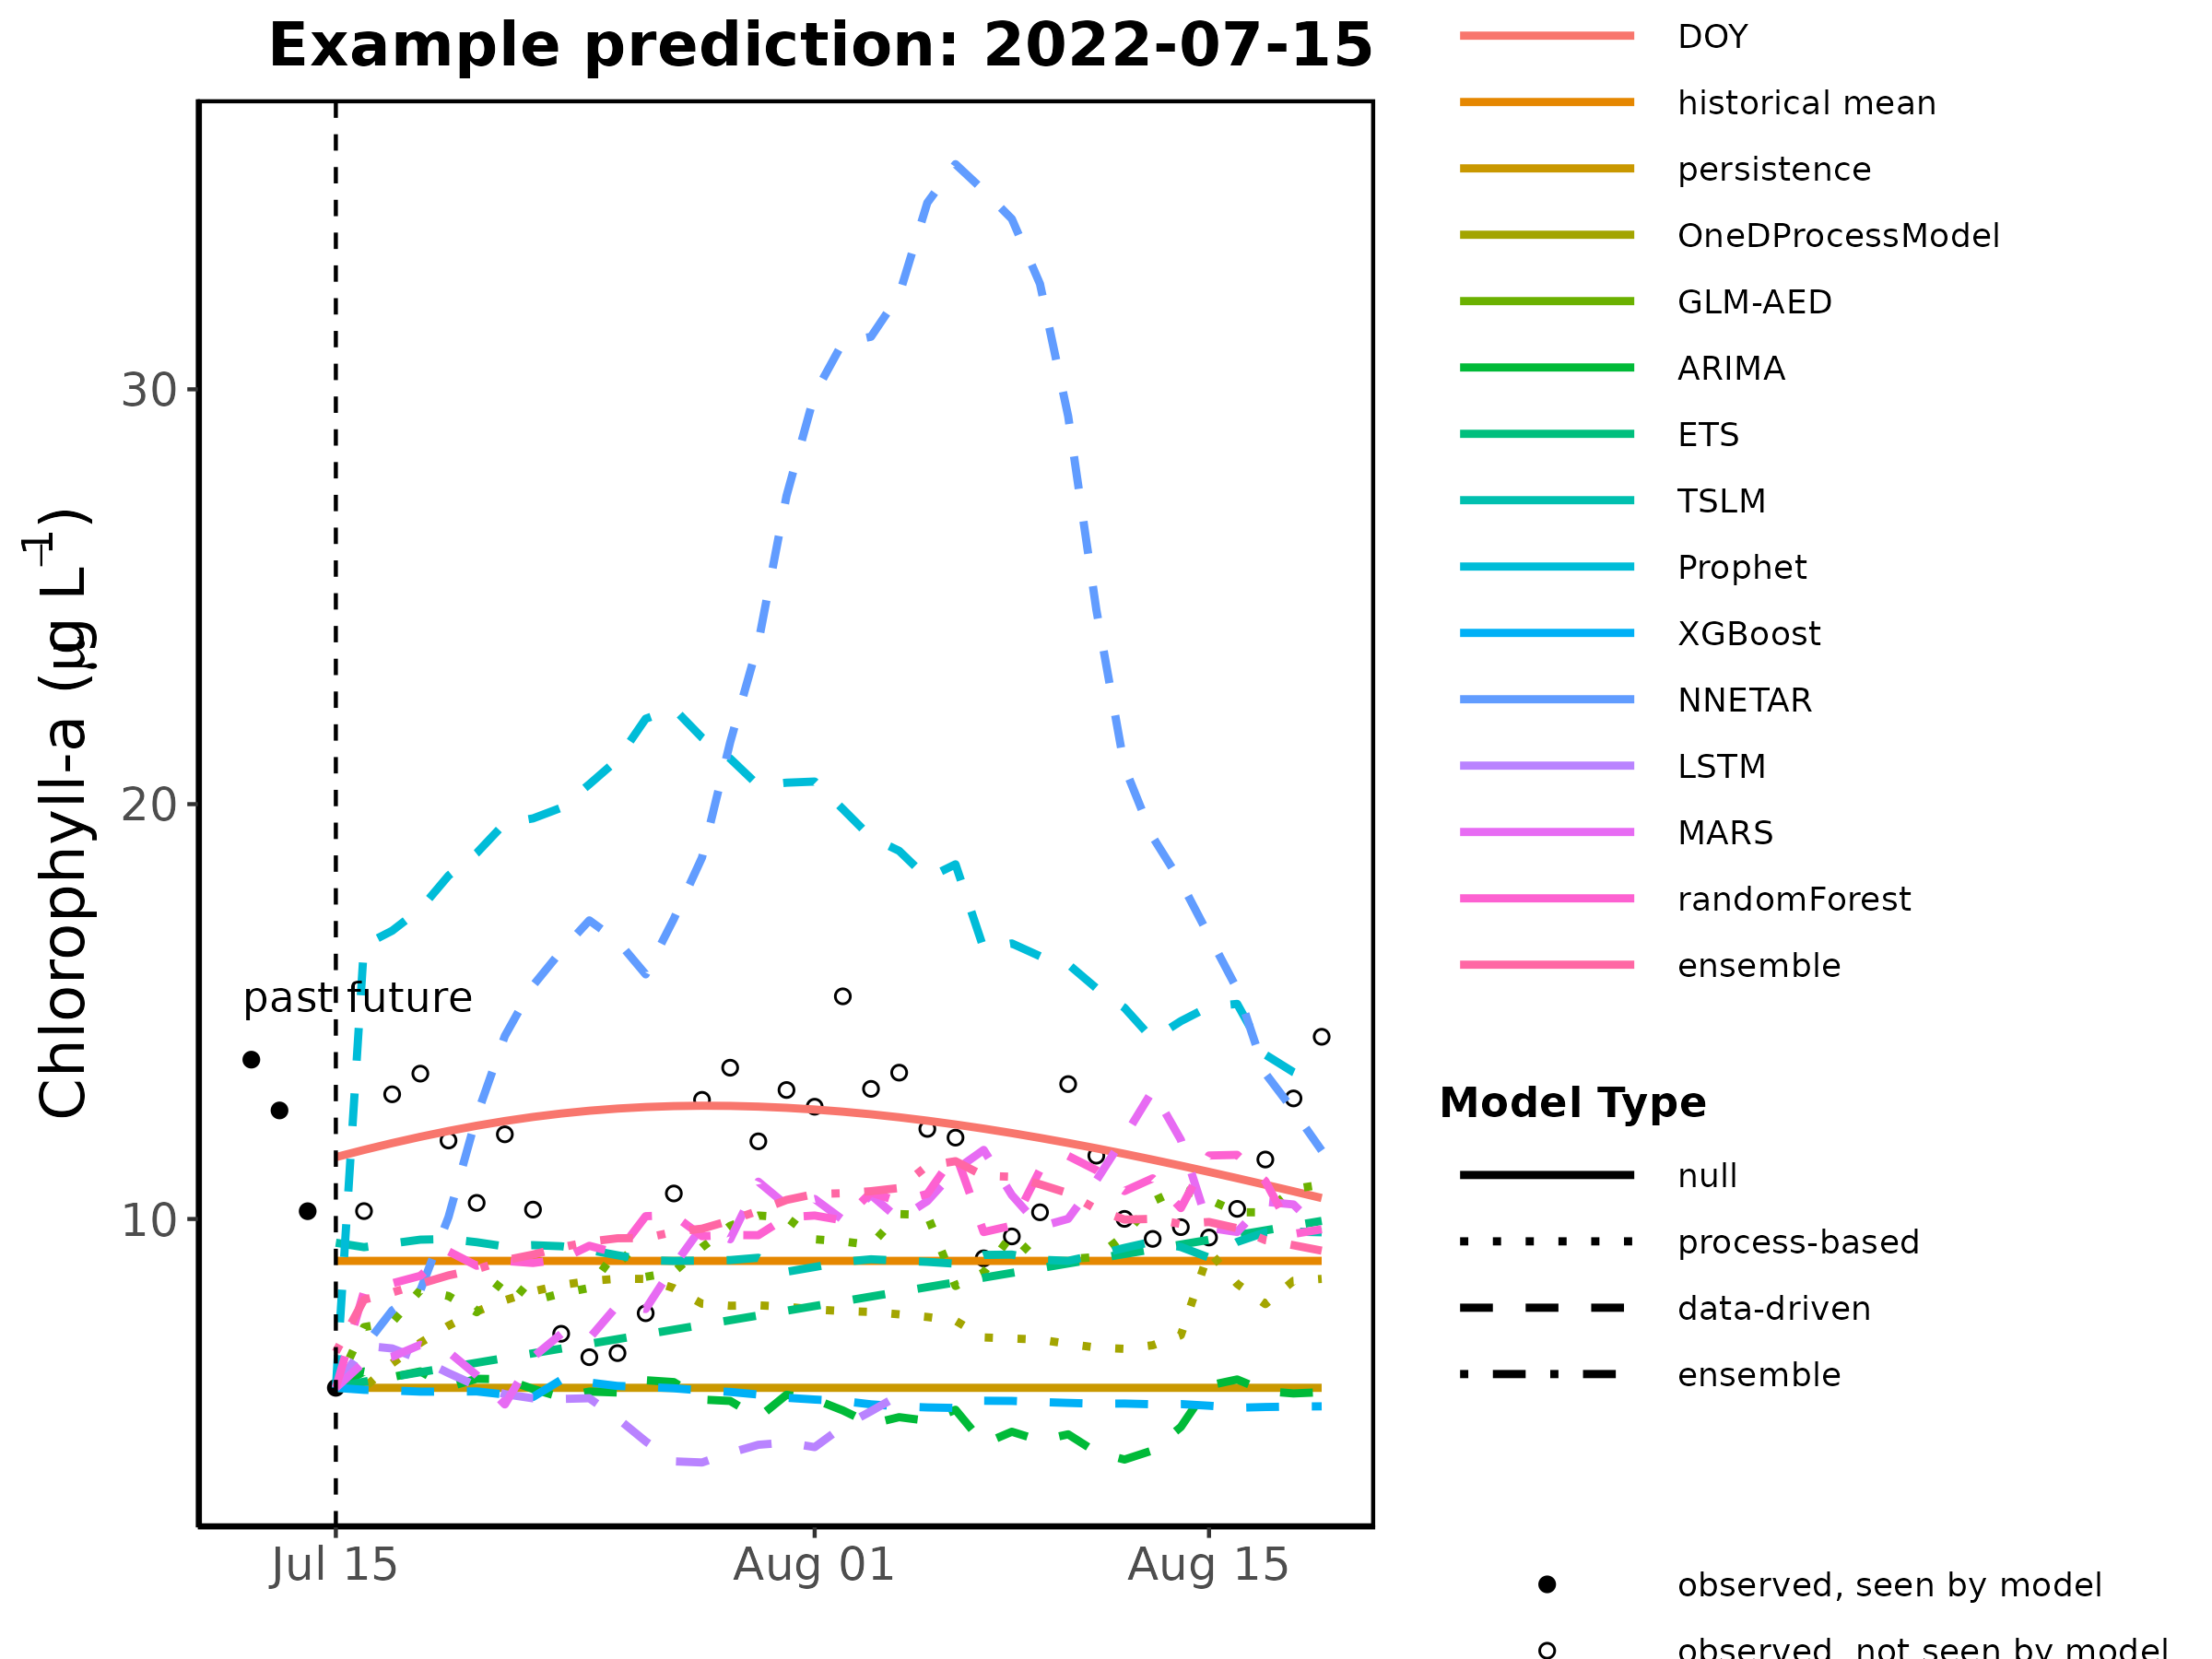 Example prediction: 2022-07-15
Chlorophyll-a (μg L⁻¹)
30
20
10
past future
Jul 15
Aug 01
Aug 15
DOY
historical mean
persistence
OneDProcessModel
GLM-AED
ARIMA
ETS
TSLM
Prophet
XGBoost
NNETAR
LSTM
MARS
randomForest
ensemble
Model Type
null
process-based
data-driven
ensemble
observed, seen by model
observed, not seen by model